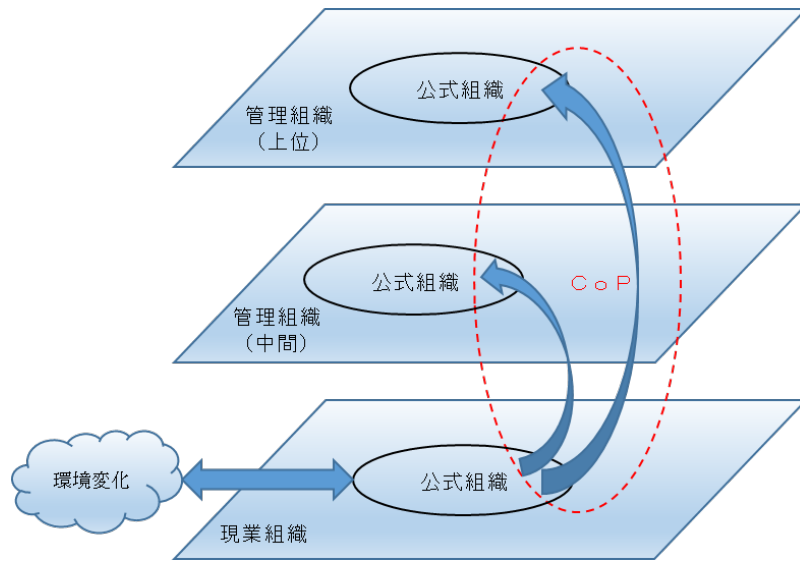 公式組織
管理組織
（上位）
公式組織
ＣｏＰ
管理組織
（中間）
環境変化
公式組織
現業組織